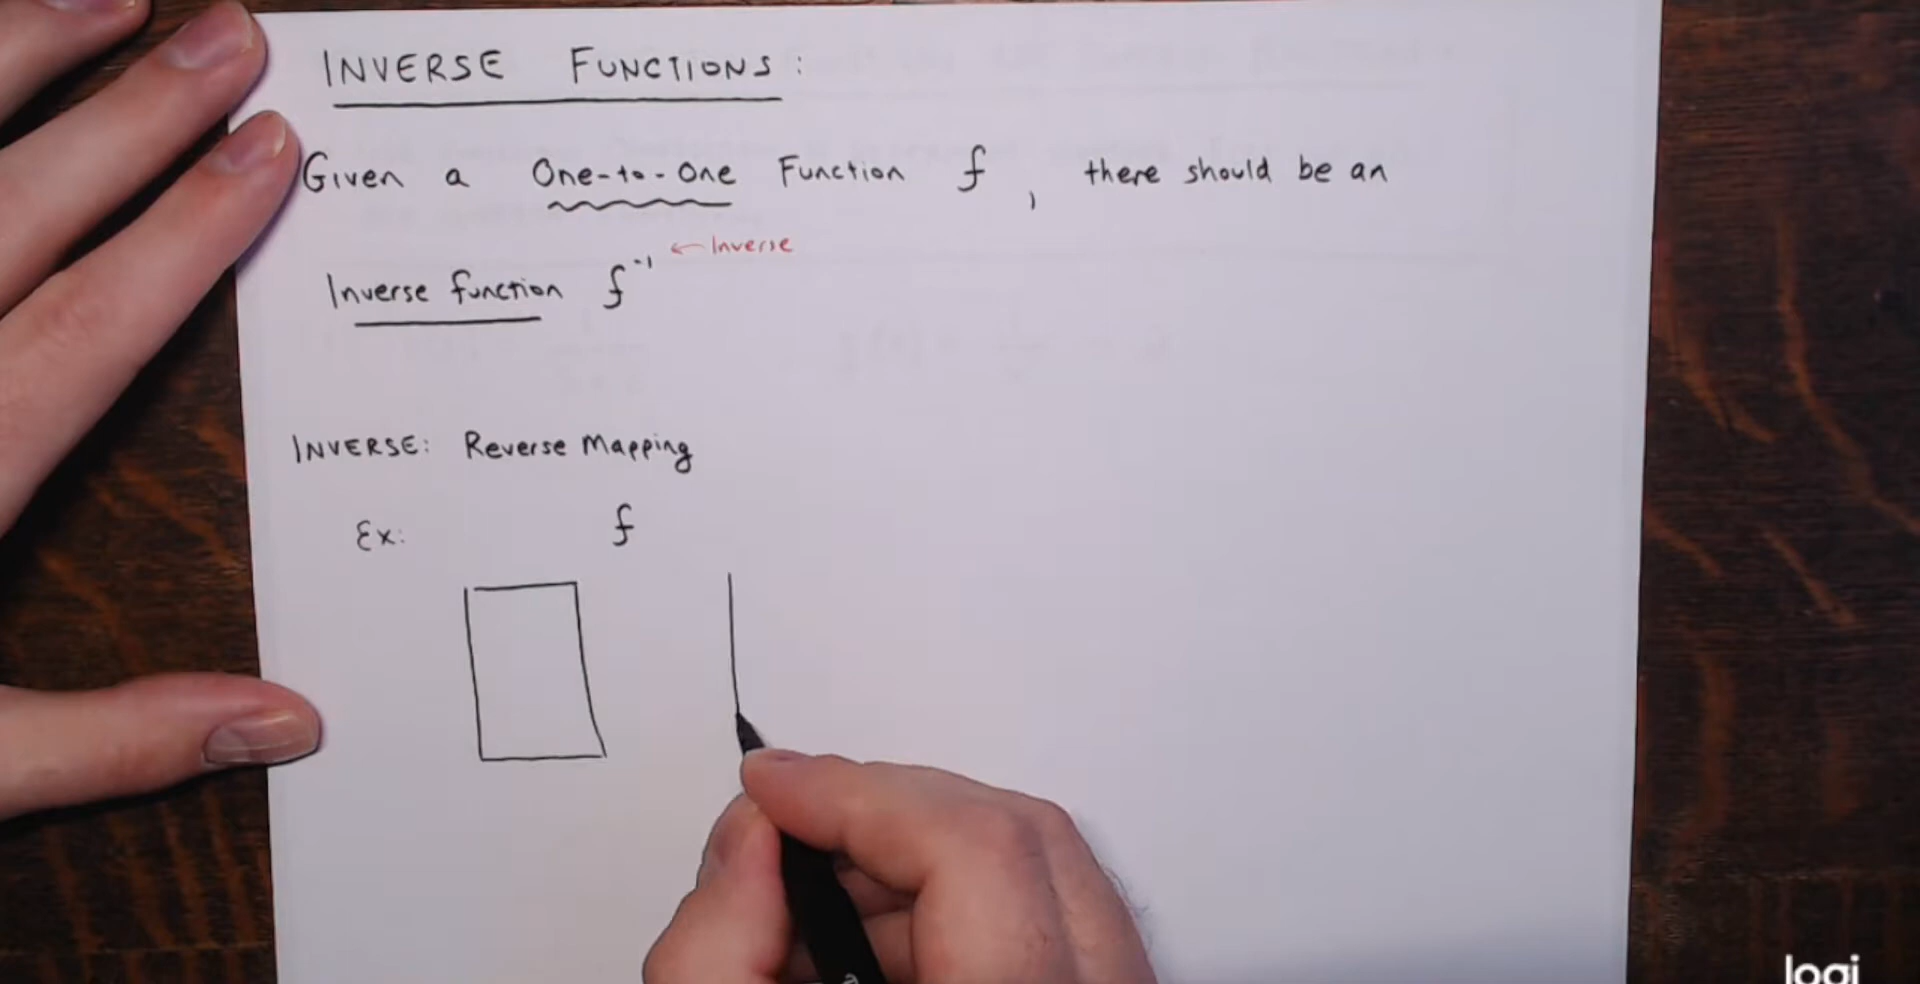 INVERSE FUNCTIONS:
Given a One-to-One Function f, there should be an
← Inverse
Inverse function f⁻¹
INVERSE: Reverse Mapping
Ex: f
logi